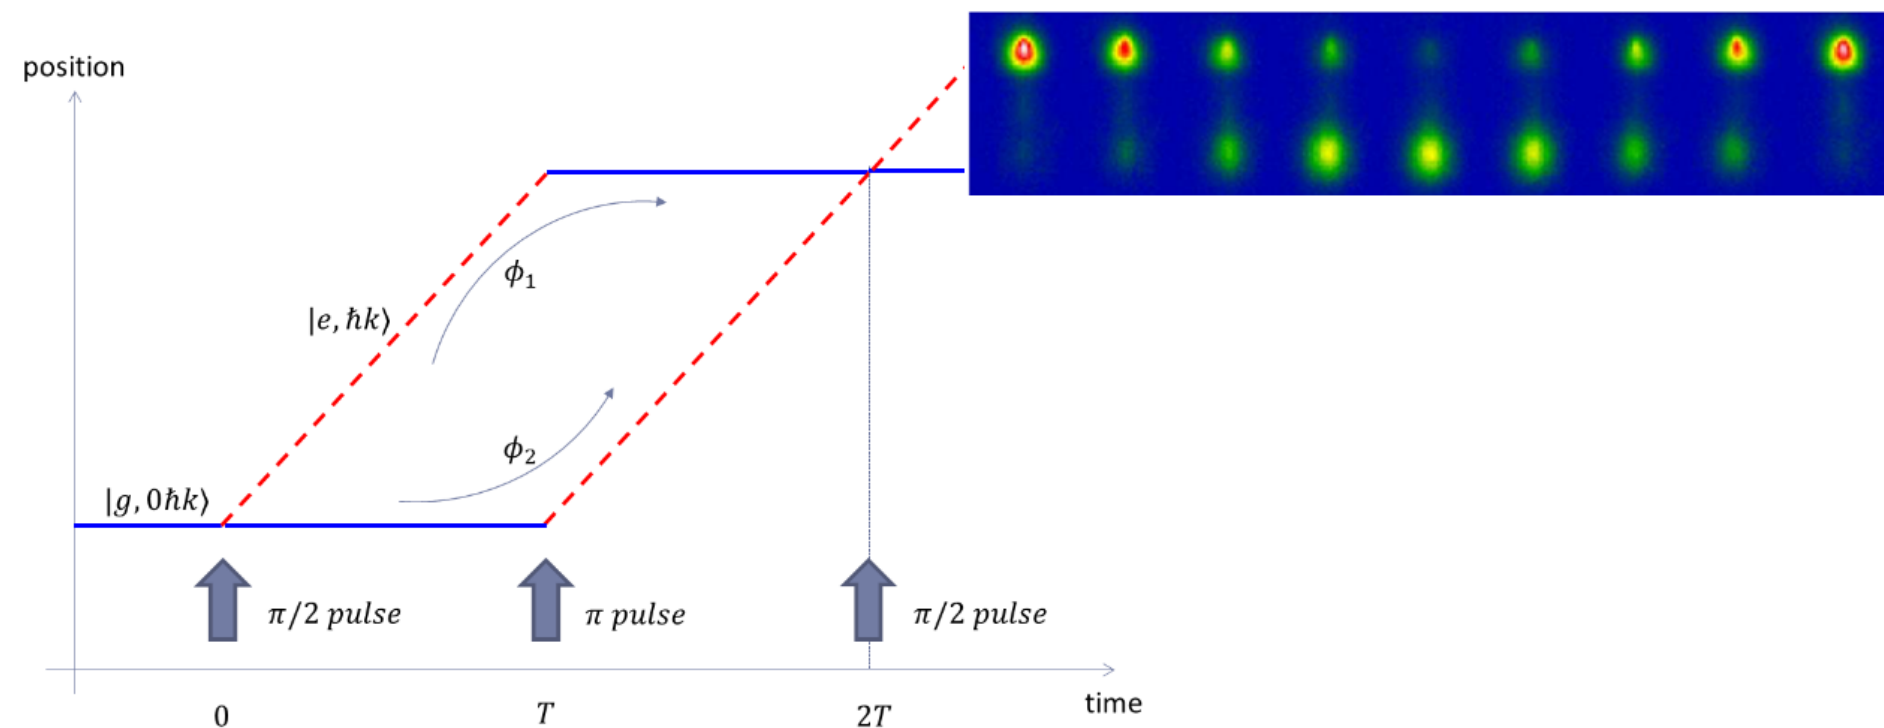 position
|e, ħk⟩
ϕ₁
ϕ₂
|g, 0ħk⟩
π/2 pulse
π pulse
π/2 pulse
time
0
T
2T